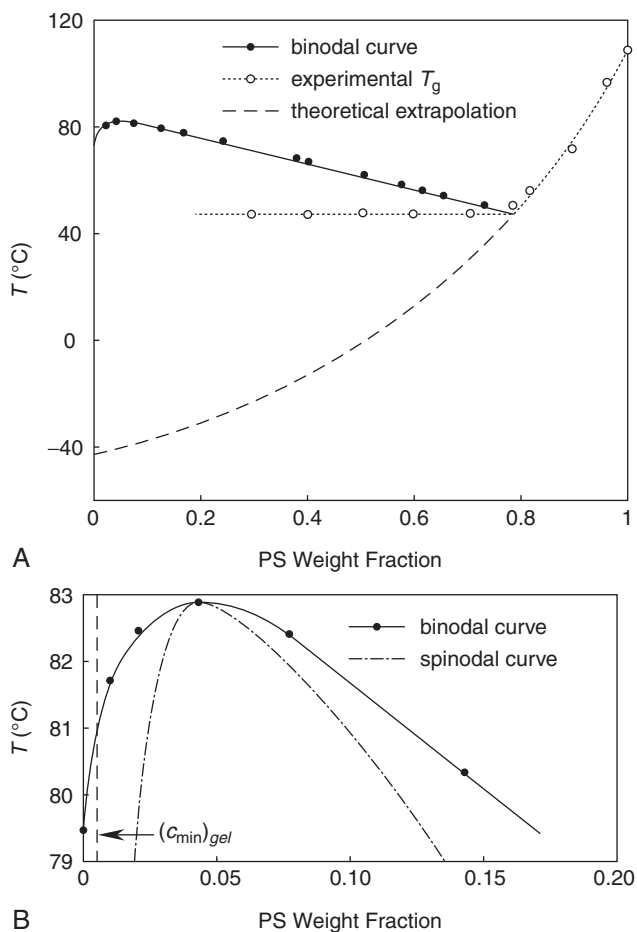 120
80
40
0
−40
T (°C)
binodal curve
experimental Tg
theoretical extrapolation
0
0.2
0.4
0.6
0.8
1
A
PS Weight Fraction
83
82
81
80
79
T (°C)
binodal curve
spinodal curve
(cmin)gel
0
0.05
0.10
0.15
0.20
B
PS Weight Fraction